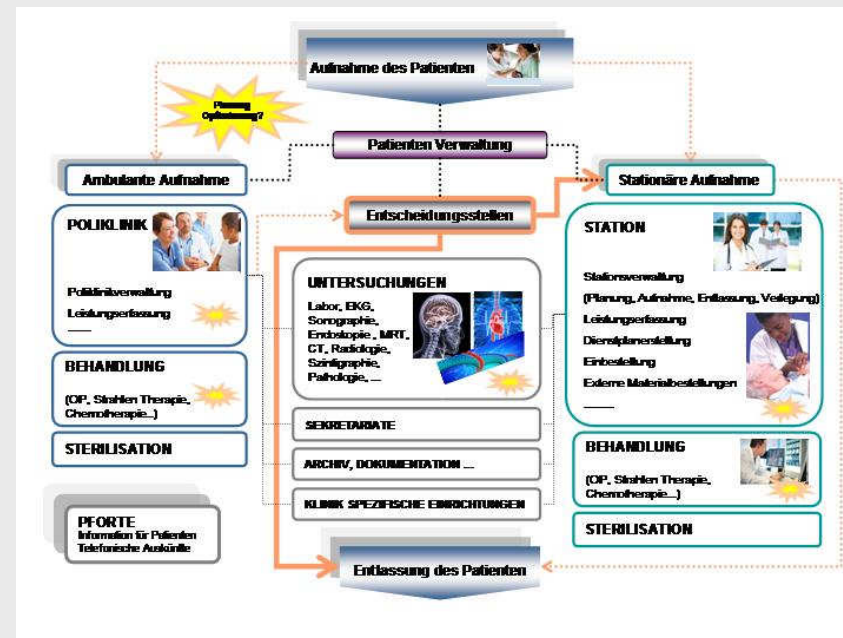 Aufnahme des Patienten
Planung
Optimierung?
Patienten Verwaltung
Ambulante Aufnahme
Stationäre Aufnahme
Entscheidungsstellen
POLIKLINIK
Poliklinikverwaltung
Leistungserfassung
BEHANDLUNG
(OP, Strahlen Therapie,
Chemotherapie...)
STERILISATION
PFORTE
Information für Patienten
Telefonische Auskünfte
UNTERSUCHUNGEN
Labor, EKG,
Sonographie,
Endoskopie , MRT,
CT, Radiologie,
Szintigraphie,
Pathologie, ...
SEKRETARIATE
ARCHIV, DOKUMENTATION ...
KLINIK SPEZIFISCHE EINRICHTUNGEN
STATION
Stationsverwaltung
(Planung, Aufnahme, Entlassung, Verlegung)
Leistungserfassung
Dienstplanerstellung
Einbestellung
Externe Materialbestellungen
BEHANDLUNG
(OP, Strahlen Therapie,
Chemotherapie...)
STERILISATION
Entlassung des Patienten